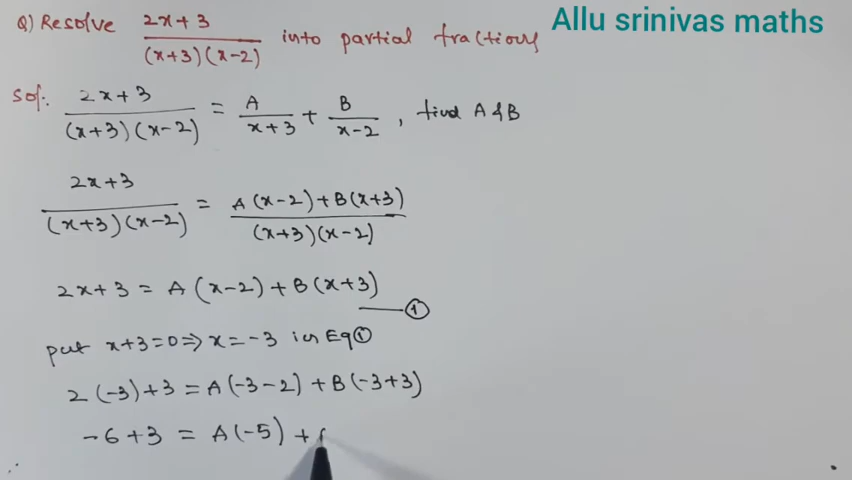 Q) Resolve 2x+3 / (x+3)(x-2) into partial fractions
Allu srinivas maths
Sol: 2x+3 / (x+3)(x-2) = A / x+3 + B / x-2 , find A & B
2x+3 / (x+3)(x-2) = A(x-2)+B(x+3) / (x+3)(x-2)
2x+3 = A(x-2)+B(x+3) — ①
put x+3=0 ⇒ x=-3 in Eq ①
2(-3)+3 = A(-3-2)+B(-3+3)
-6+3 = A(-5) +